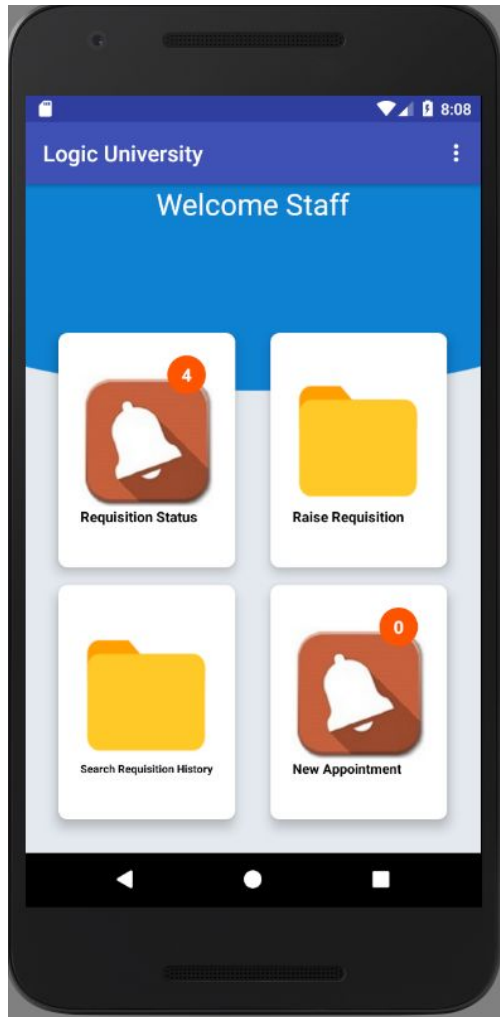 8:08
Logic University
Welcome Staff
4
Requisition Status
Raise Requisition
Search Requisition History
0
New Appointment